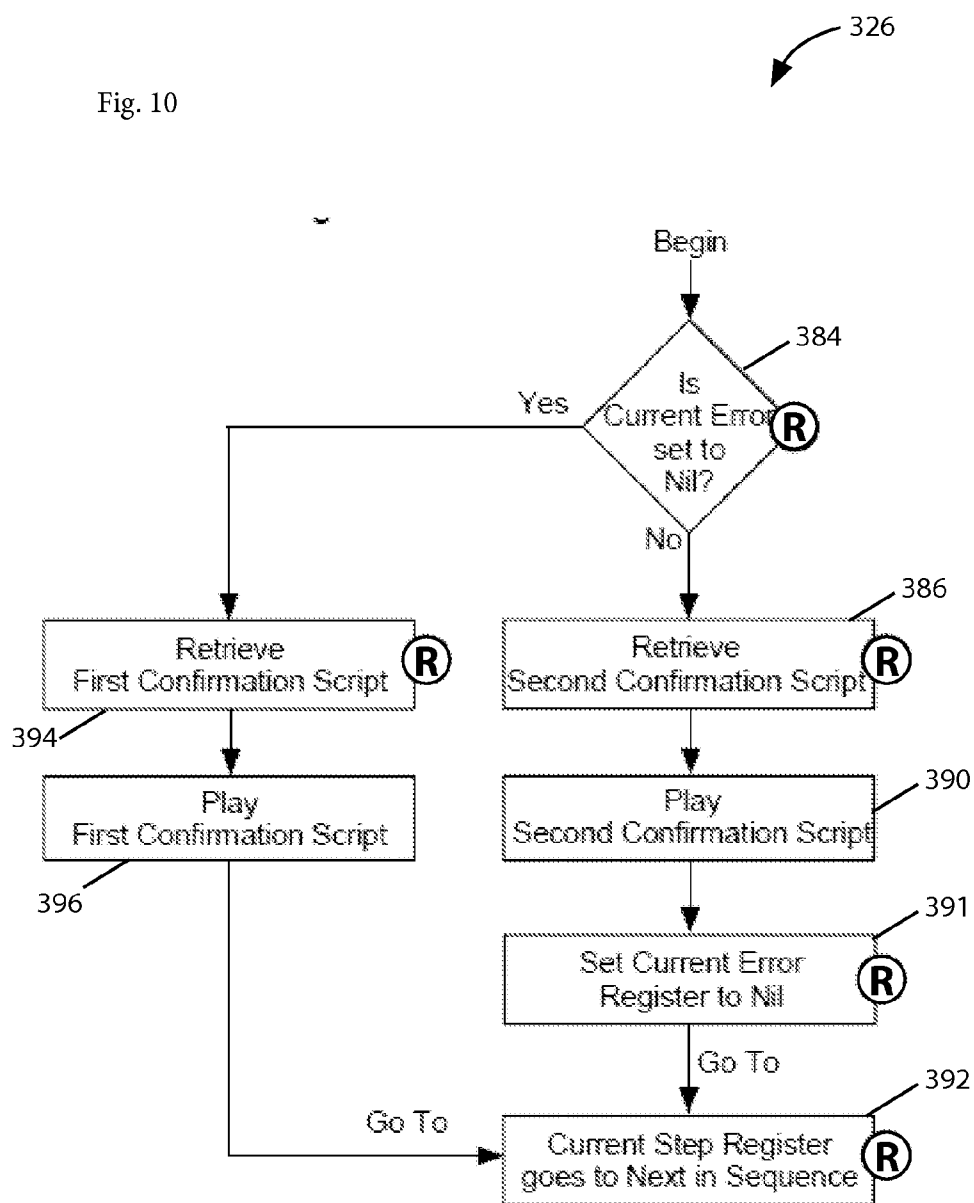 326
Fig. 10
Begin
384
Is
Current Error
set to
Nil?
R
Yes
No
386
Retrieve
First Confirmation Script
R
Retrieve
Second Confirmation Script
R
394
390
Play
First Confirmation Script
Play
Second Confirmation Script
396
391
Set Current Error
Register to Nil
R
Go To
392
Go To
Current Step Register
goes to Next in Sequence
R